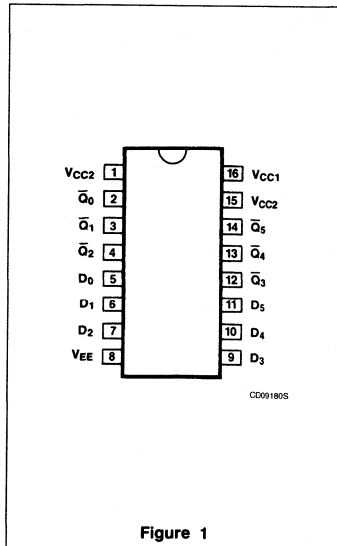 VCC2 1 16 VCC1
Q̅0 2 15 VCC2
Q̅1 3 14 Q̅5
Q̅2 4 13 Q̅4
D0 5 12 Q̅3
D1 6 11 D5
D2 7 10 D4
VEE 8 9 D3
CD09180S
Figure 1